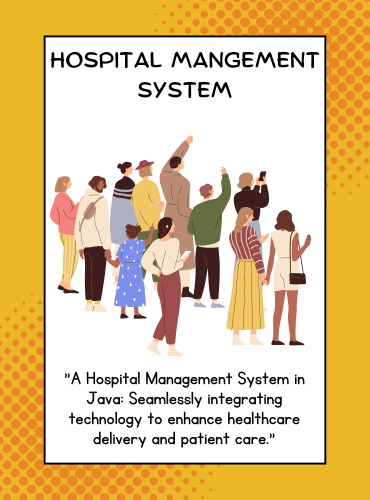 HOSPITAL MANGEMENT
SYSTEM
"A Hospital Management System in
Java: Seamlessly integrating
technology to enhance healthcare
delivery and patient care."